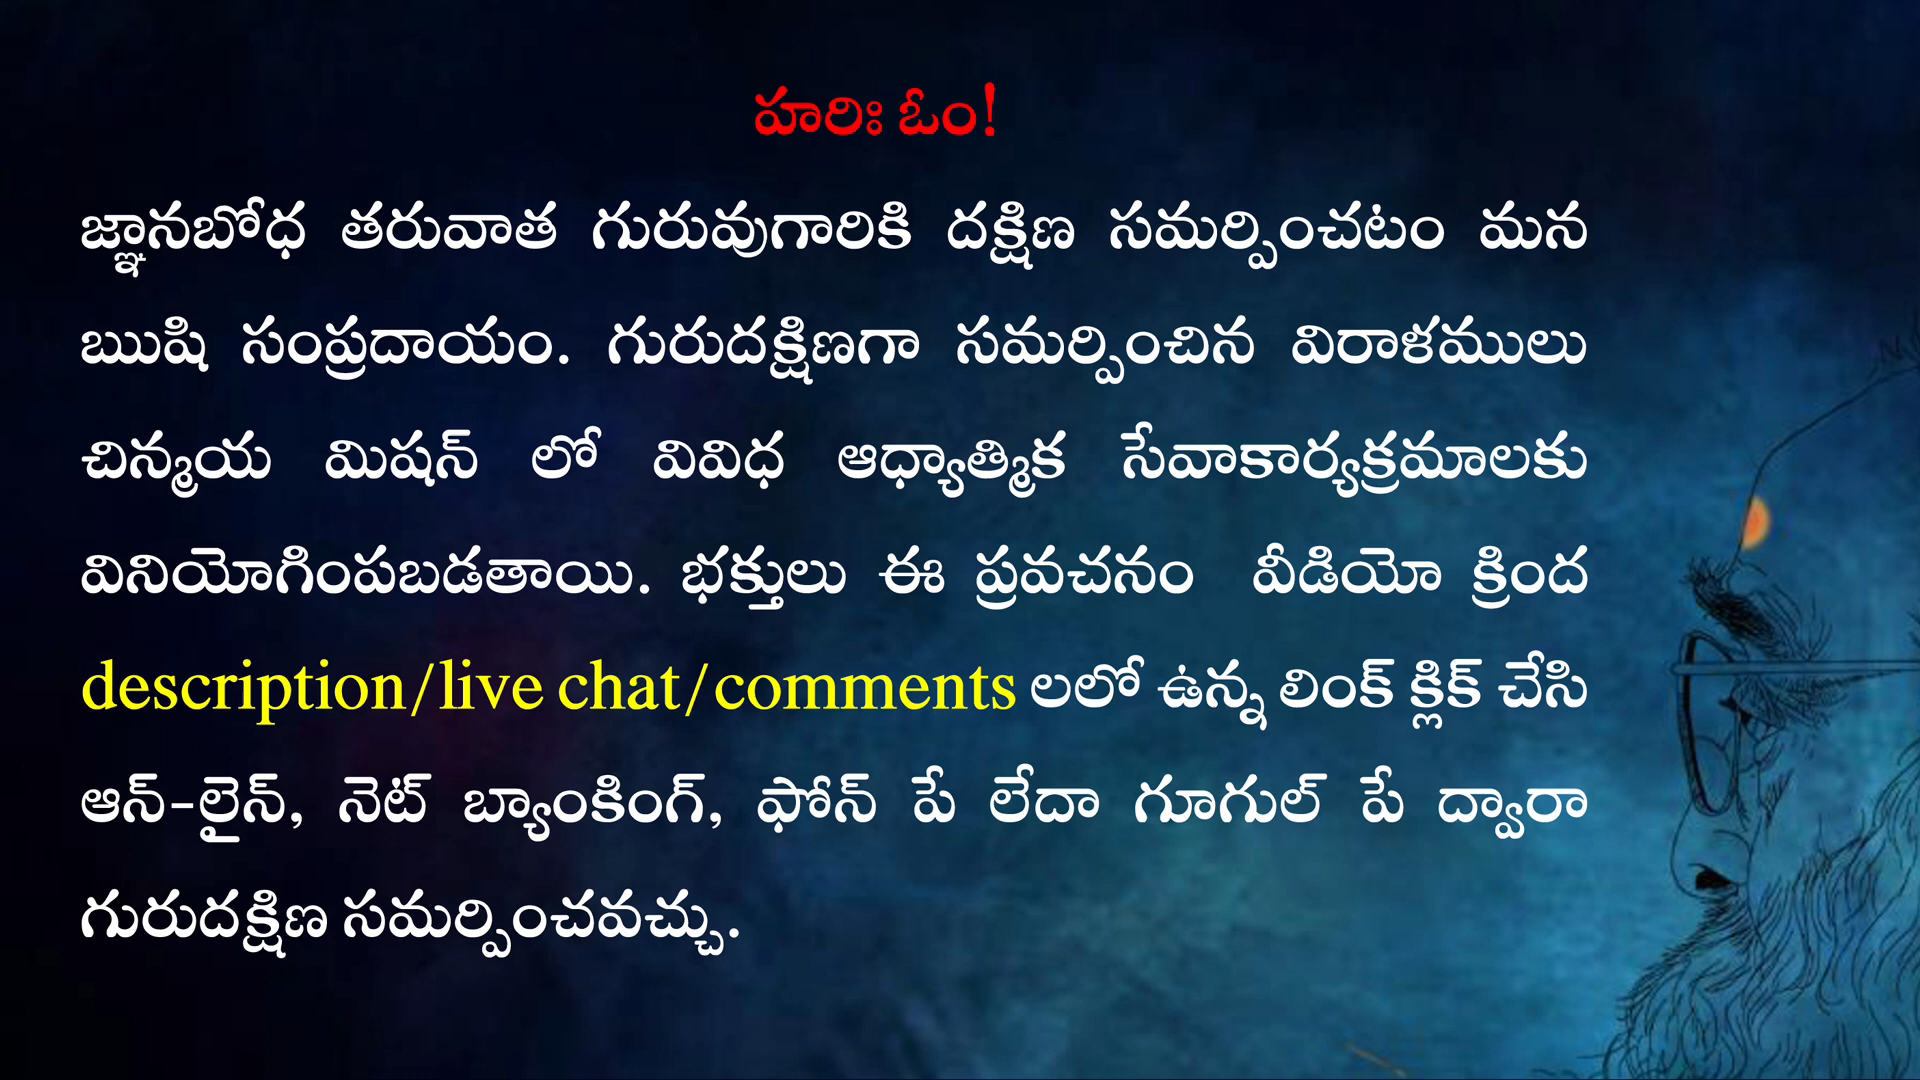 హరిః ఓం!
జ్ఞానబోధ తరువాత గురువుగారికి దక్షిణ సమర్పించటం మన
ఋషి సంప్రదాయం. గురుదక్షిణగా సమర్పించిన విరాళములు
చిన్మయ మిషన్ లో వివిధ ఆధ్యాత్మిక సేవాకార్యక్రమాలకు
వినియోగింపబడతాయి. భక్తులు ఈ ప్రవచనం వీడియో క్రింద
description/live chat/comments లలో ఉన్న లింక్ క్లిక్ చేసి
ఆన్-లైన్, నెట్ బ్యాంకింగ్, ఫోన్ పే లేదా గూగుల్ పే ద్వారా
గురుదక్షిణ సమర్పించవచ్చు.